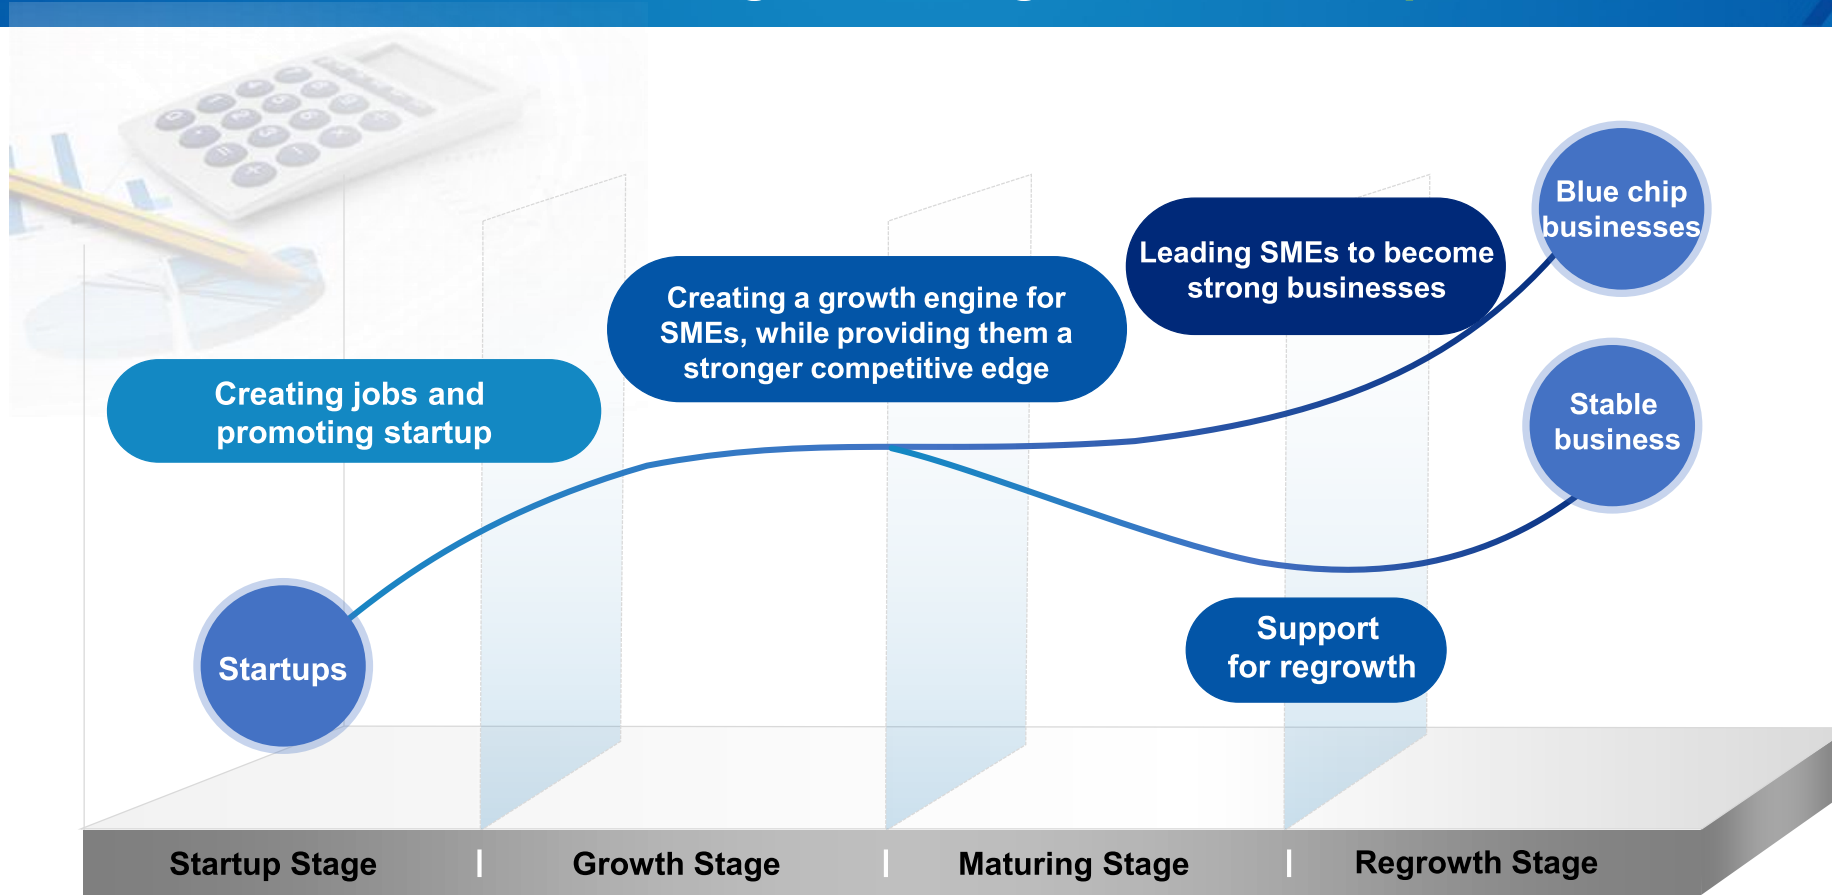 Blue chip
businesses
Leading SMEs to become
strong businesses
Creating a growth engine for
SMEs, while providing them a
stronger competitive edge
Creating jobs and
promoting startup
Stable
business
Startups
Support
for regrowth
Startup Stage
Growth Stage
Maturing Stage
Regrowth Stage